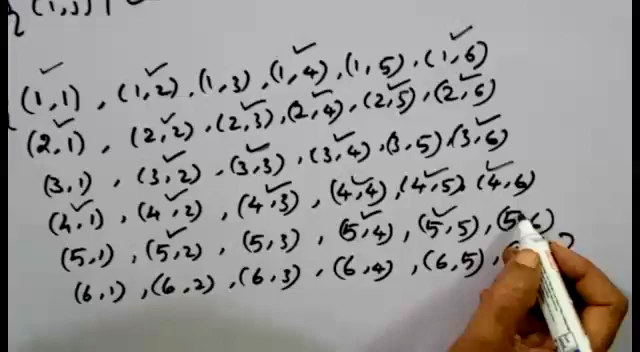 (1,3)
(1,1), (1,2), (1,3), (1,4), (1,5), (1,6)
(2,1), (2,2), (2,3), (2,4), (2,5), (2,6)
(3,1), (3,2), (3,3), (3,4), (3,5), (3,6)
(4,1), (4,2), (4,3), (4,4), (4,5), (4,6)
(5,1), (5,2), (5,3), (5,4), (5,5), (5,6)
(6,1), (6,2), (6,3), (6,4), (6,5),